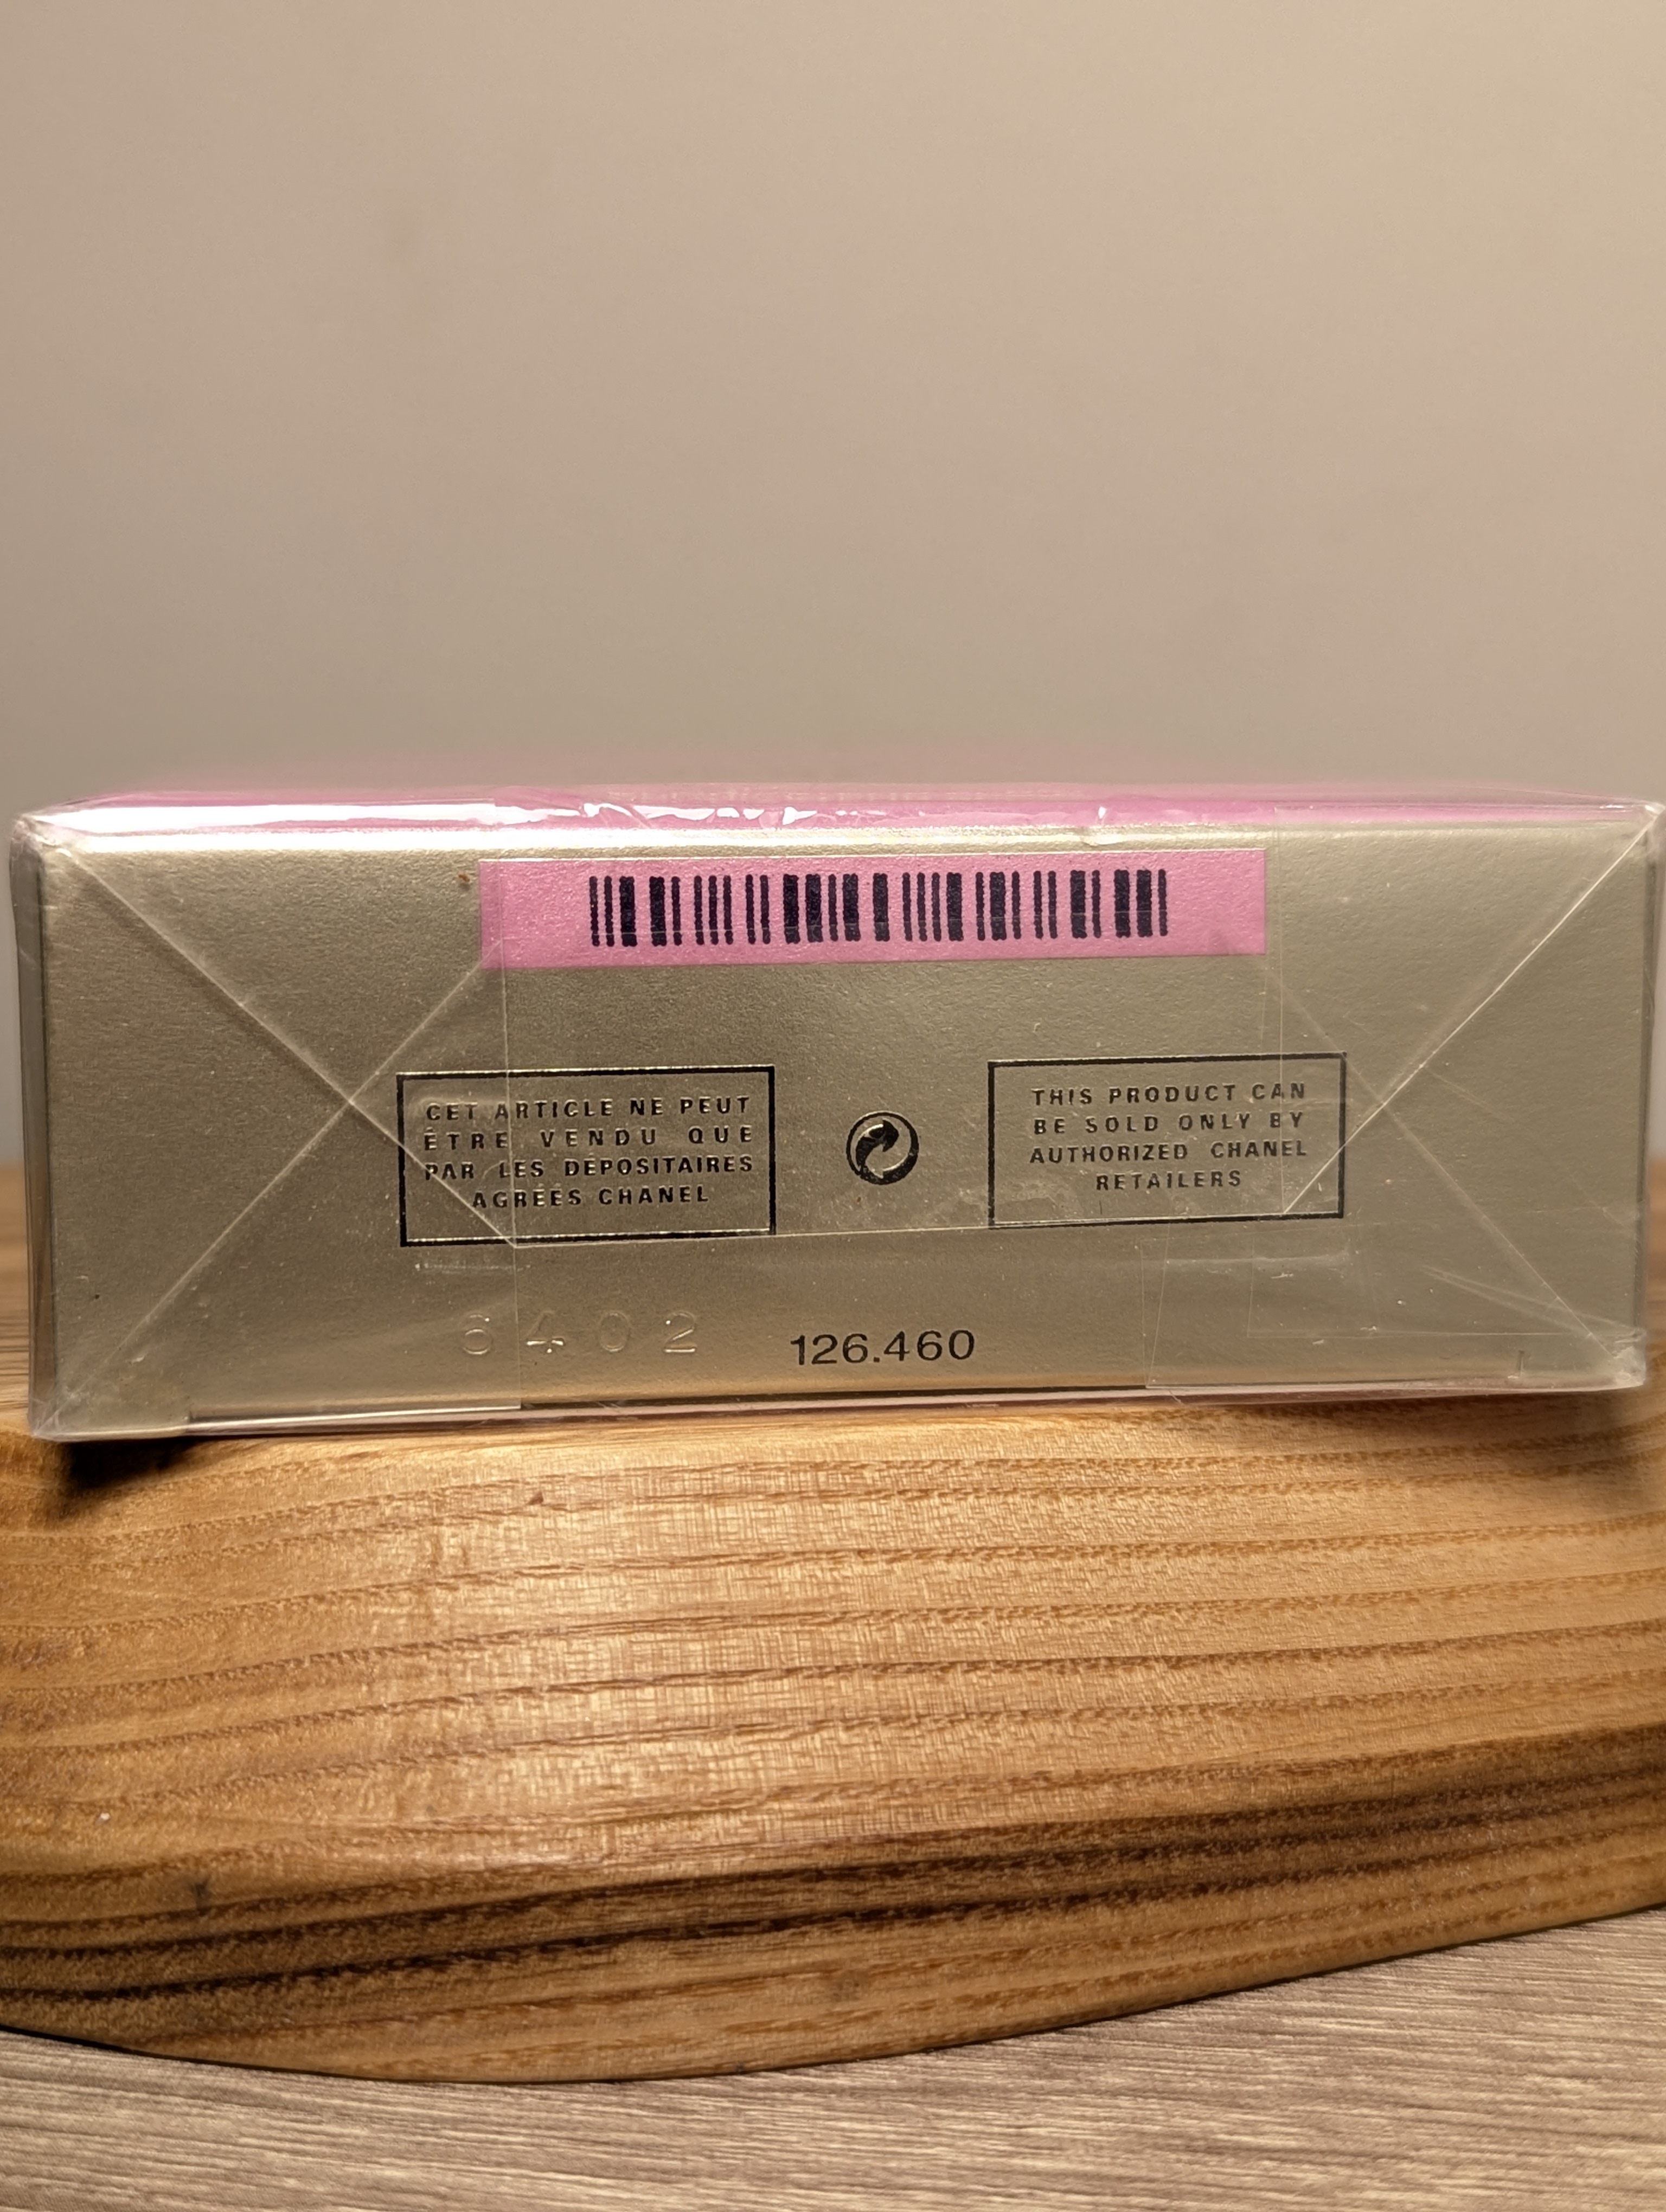 CET ARTICLE NE PEUT
ÊTRE VENDU QUE
PAR LES DÉPOSITAIRES
AGRÉÉS CHANEL
THIS PRODUCT CAN
BE SOLD ONLY BY
AUTHORIZED CHANEL
RETAILERS
6402
126.460